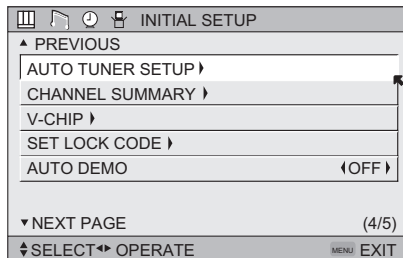 INITIAL SETUP
▲ PREVIOUS
AUTO TUNER SETUP
CHANNEL SUMMARY
V-CHIP
SET LOCK CODE
AUTO DEMO OFF
▼ NEXT PAGE (4/5)
SELECT OPERATE MENU EXIT